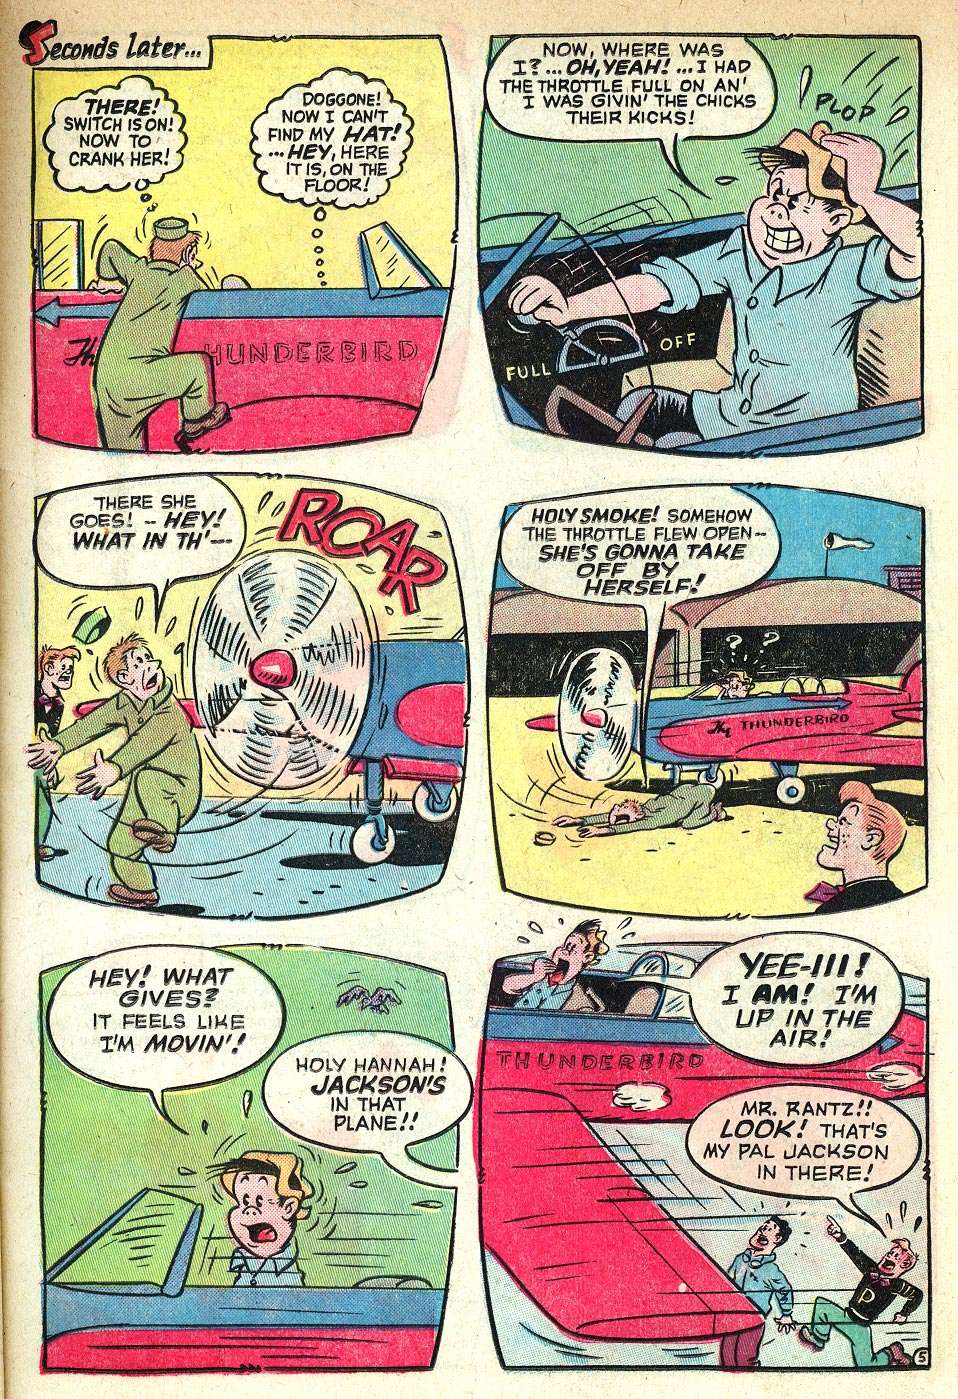 Seconds Later...
THERE!
SWITCH IS ON!
NOW TO
CRANK HER!
DOGGONE!
NOW I CAN'T
FIND MY HAT!
...HEY, HERE
IT IS, ON THE
FLOOR!
Th HUNDERBIRD
NOW, WHERE WAS
I? ...OH, YEAH! ...I HAD
THE THROTTLE FULL ON AN'
I WAS GIVIN' THE CHICKS
THEIR KICKS!
PLOP
FULL
OFF
THERE SHE
GOES! -- HEY!
WHAT IN TH'---
ROAR
HOLY SMOKE! SOMEHOW
THE THROTTLE FLEW OPEN--
SHE'S GONNA TAKE
OFF BY
HERSELF!
? ?
The THUNDERBIRD
HEY! WHAT
GIVES?
IT FEELS LIKE
I'M MOVIN'!
HOLY HANNAH!
JACKSON'S
IN THAT
PLANE!!
YEE-III!
I AM! I'M
UP IN THE
AIR!
THUNDERBIRD
MR. RANTZ!!
LOOK! THAT'S
MY PAL JACKSON
IN THERE!
P
5